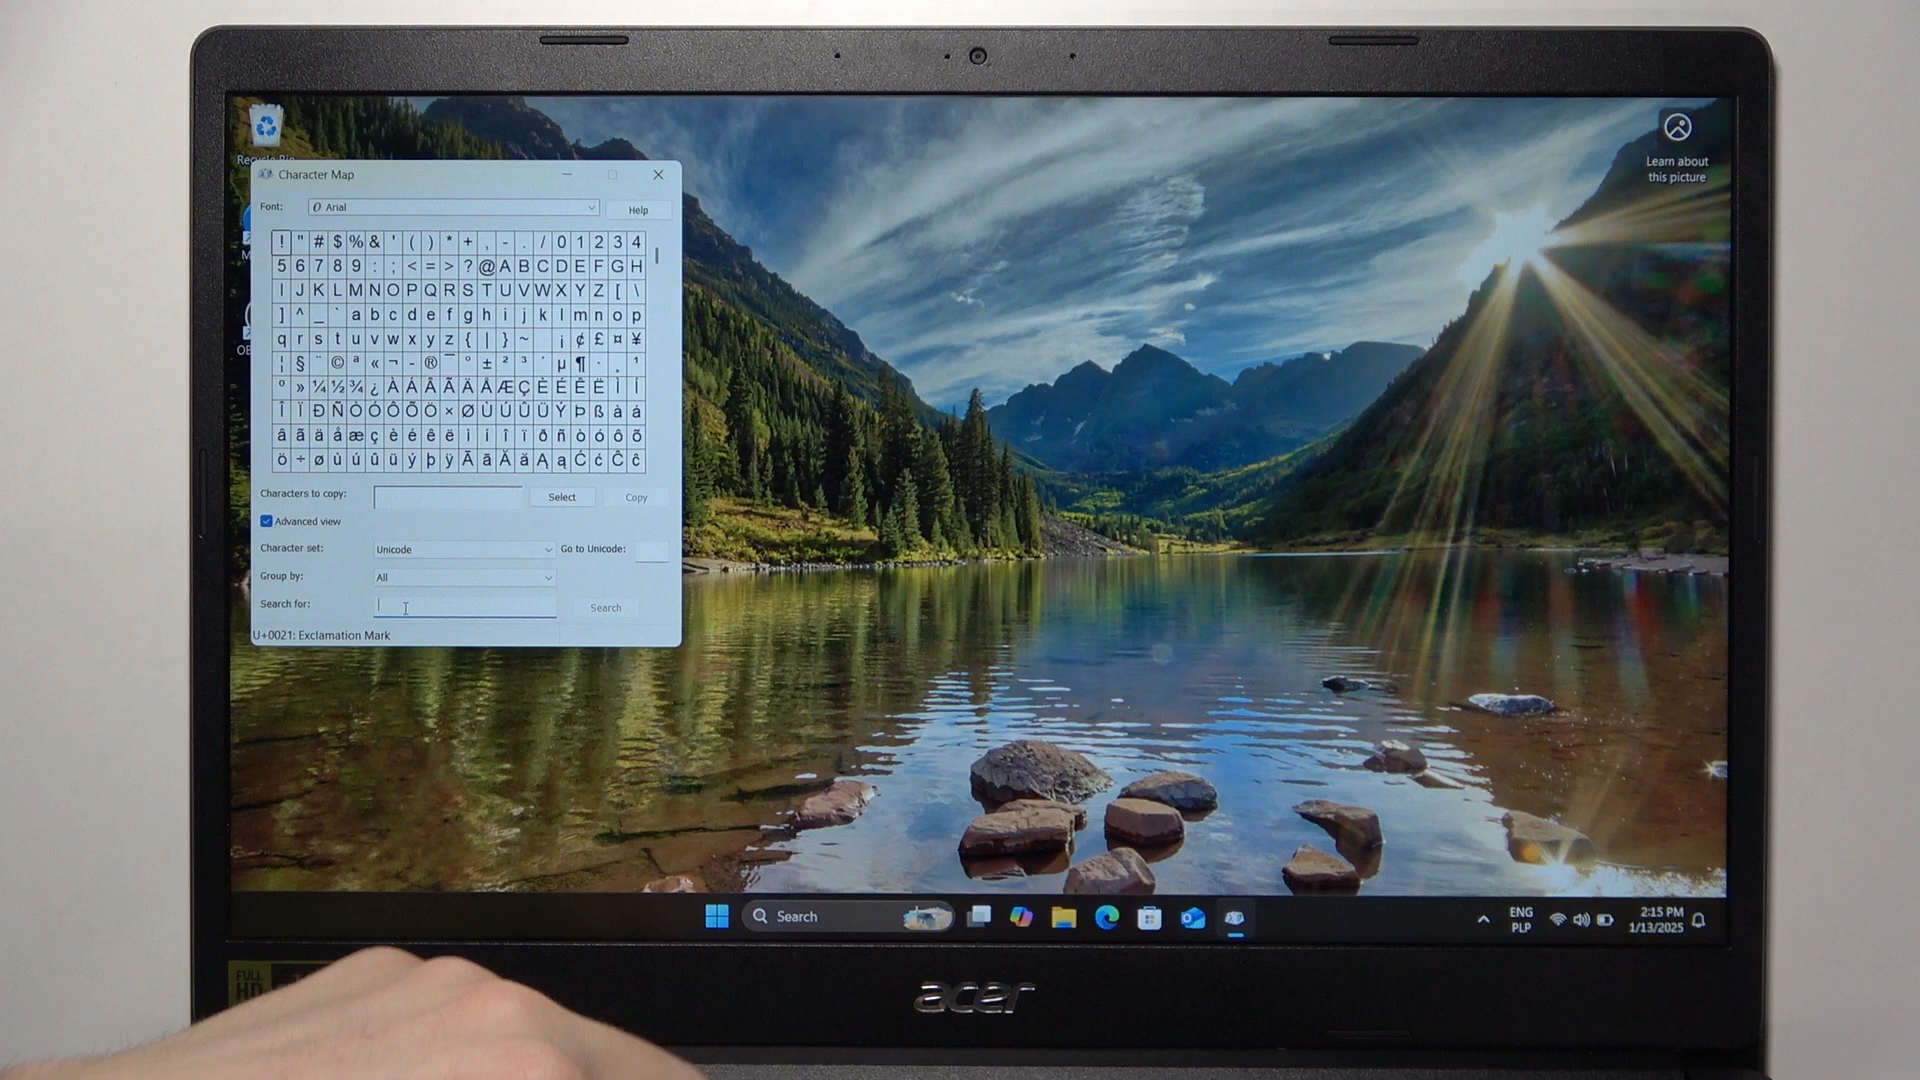 Recycle Bin
Learn about
this picture
Character Map
Font:
Arial
Help
! " # $ % & ' ( ) * + , - . / 0 1 2 3 4
5 6 7 8 9 : ; < = > ? @ A B C D E F G H
I J K L M N O P Q R S T U V W X Y Z [ \
] ^ _ ` a b c d e f g h i j k l m n o p
q r s t u v w x y z { | } ~ ¡ ¢ £ ¤ ¥
¦ § ¨ © ª « ¬ - ® ¯ ° ± ² ³ ´ µ ¶ · ¸ ¹
º » ¼ ½ ¾ ¿ À Á Â Ã Ä Å Æ Ç È É Ê Ë Ì Í
Î Ï Ð Ñ Ò Ó Ô Õ Ö × Ø Ù Ú Û Ü Ý Þ ß à á
â ã ä å æ ç è é ê ë ì í î ï ð ñ ò ó ô õ
ö ÷ ø ù ú û ü ý þ ÿ Ā ā Ă ă Ą ą Ć ć Ĉ ĉ
Characters to copy:
Select
Copy
Advanced view
Character set:
Unicode
Go to Unicode:
Group by:
All
Search for:
Search
U+0021: Exclamation Mark
Search
ENG
PLP
2:15 PM
1/13/2025
FULL
HD
acer